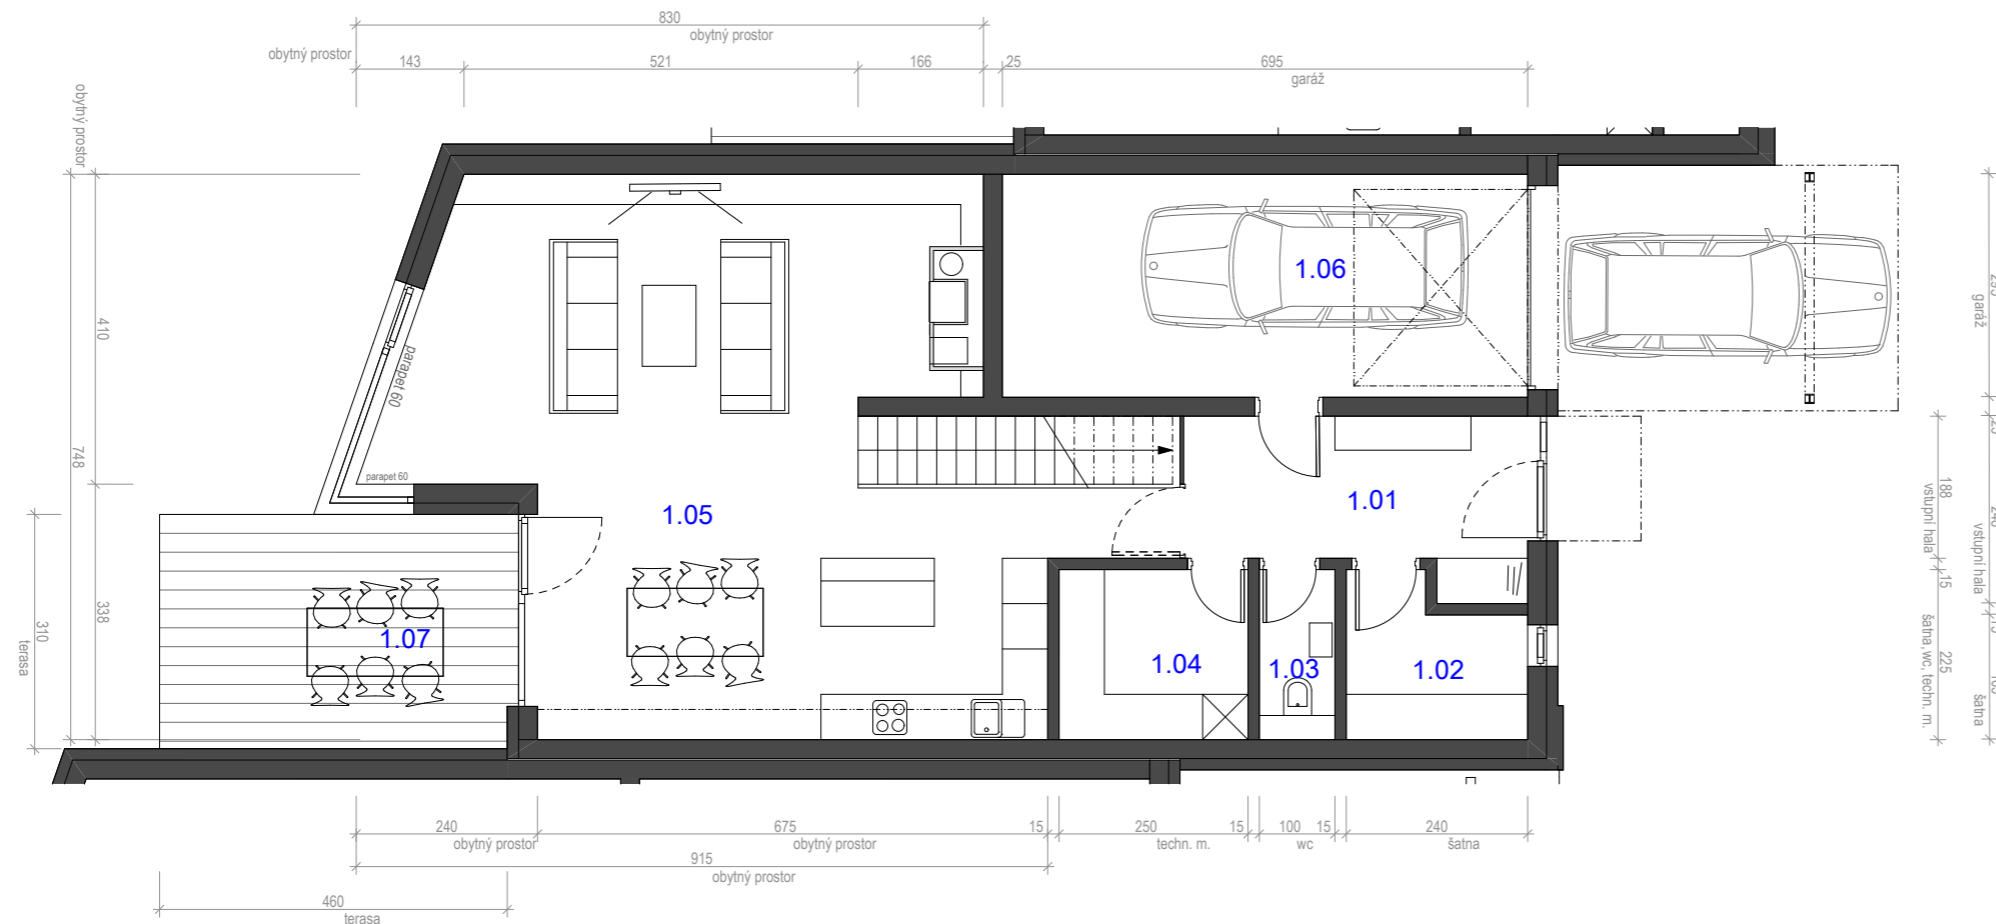 830
obytný prostor
obytný prostor
143
521
166
25
695
garáž
obytný prostor
748
410
338
310
terasa
parapet 60
parapet 60
1.06
1.05
1.01
1.07
1.04
1.03
1.02
garáž
188
vstupní hala
15
225
šatna,wc, techn. m.
vstupní hala
šatna
240
obytný prostor
675
obytný prostor
15
250
techn. m.
15
100
wc
15
240
šatna
915
obytný prostor
460
terasa